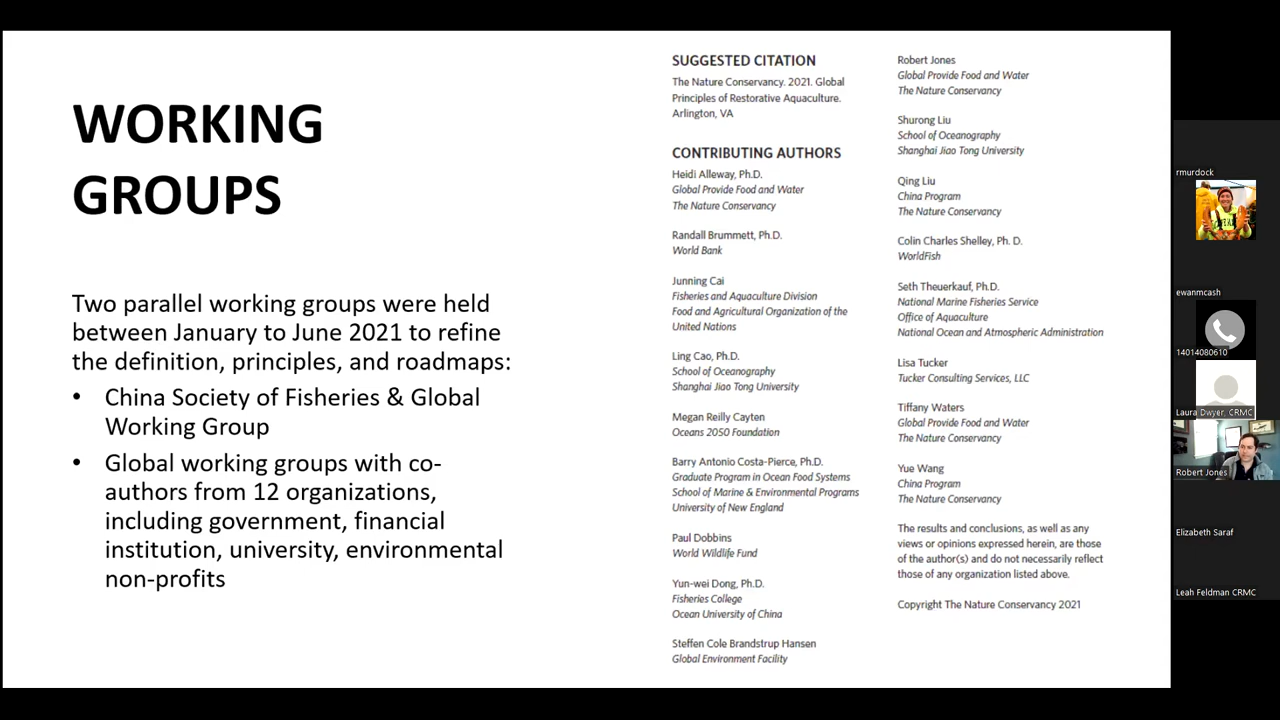 WORKING
GROUPS
Two parallel working groups were held
between January to June 2021 to refine
the definition, principles, and roadmaps:
• China Society of Fisheries & Global
Working Group
• Global working groups with co-
authors from 12 organizations,
including government, financial
institution, university, environmental
non-profits
SUGGESTED CITATION
The Nature Conservancy. 2021. Global
Principles of Restorative Aquaculture.
Arlington, VA
CONTRIBUTING AUTHORS
Heidi Alleway, Ph.D.
Global Provide Food and Water
The Nature Conservancy
Randall Brummett, Ph.D.
World Bank
Junning Cai
Fisheries and Aquaculture Division
Food and Agricultural Organization of the
United Nations
Ling Cao, Ph.D.
School of Oceanography
Shanghai Jiao Tong University
Megan Reilly Cayten
Oceans 2050 Foundation
Barry Antonio Costa-Pierce, Ph.D.
Graduate Program in Ocean Food Systems
School of Marine & Environmental Programs
University of New England
Paul Dobbins
World Wildlife Fund
Yun-wei Dong, Ph.D.
Fisheries College
Ocean University of China
Steffen Cole Brandstrup Hansen
Global Environment Facility
Robert Jones
Global Provide Food and Water
The Nature Conservancy
Shurong Liu
School of Oceanography
Shanghai Jiao Tong University
Qing Liu
China Program
The Nature Conservancy
Colin Charles Shelley, Ph. D.
WorldFish
Seth Theuerkauf, Ph.D.
National Marine Fisheries Service
Office of Aquaculture
National Ocean and Atmospheric Administration
Lisa Tucker
Tucker Consulting Services, LLC
Tiffany Waters
Global Provide Food and Water
The Nature Conservancy
Yue Wang
China Program
The Nature Conservancy
The results and conclusions, as well as any
views or opinions expressed herein, are those
of the author(s) and do not necessarily reflect
those of any organization listed above.
Copyright The Nature Conservancy 2021
rmurdock
ewanmcash
14014080610
Laura Dwyer, CRMC
Robert Jones
Elizabeth Saraf
Leah Feldman CRMC